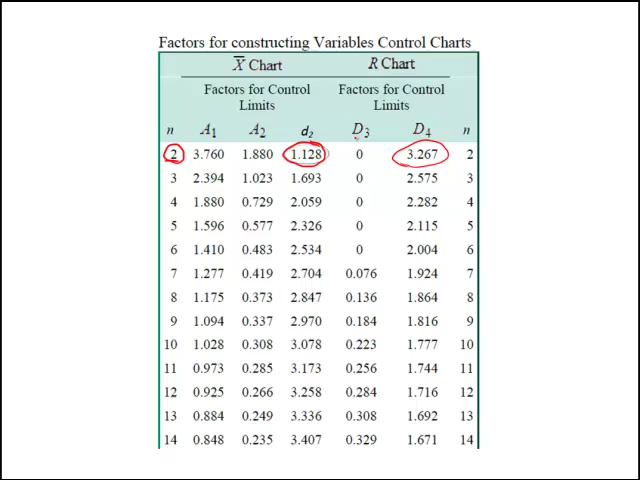 Factors for constructing Variables Control Charts
X̅ Chart R Chart
Factors for Control Limits Factors for Control Limits
n A₁ A₂ d₂ D₃ D₄ n
2 3.760 1.880 1.128 0 3.267 2
3 2.394 1.023 1.693 0 2.575 3
4 1.880 0.729 2.059 0 2.282 4
5 1.596 0.577 2.326 0 2.115 5
6 1.410 0.483 2.534 0 2.004 6
7 1.277 0.419 2.704 0.076 1.924 7
8 1.175 0.373 2.847 0.136 1.864 8
9 1.094 0.337 2.970 0.184 1.816 9
10 1.028 0.308 3.078 0.223 1.777 10
11 0.973 0.285 3.173 0.256 1.744 11
12 0.925 0.266 3.258 0.284 1.716 12
13 0.884 0.249 3.336 0.308 1.692 13
14 0.848 0.235 3.407 0.329 1.671 14